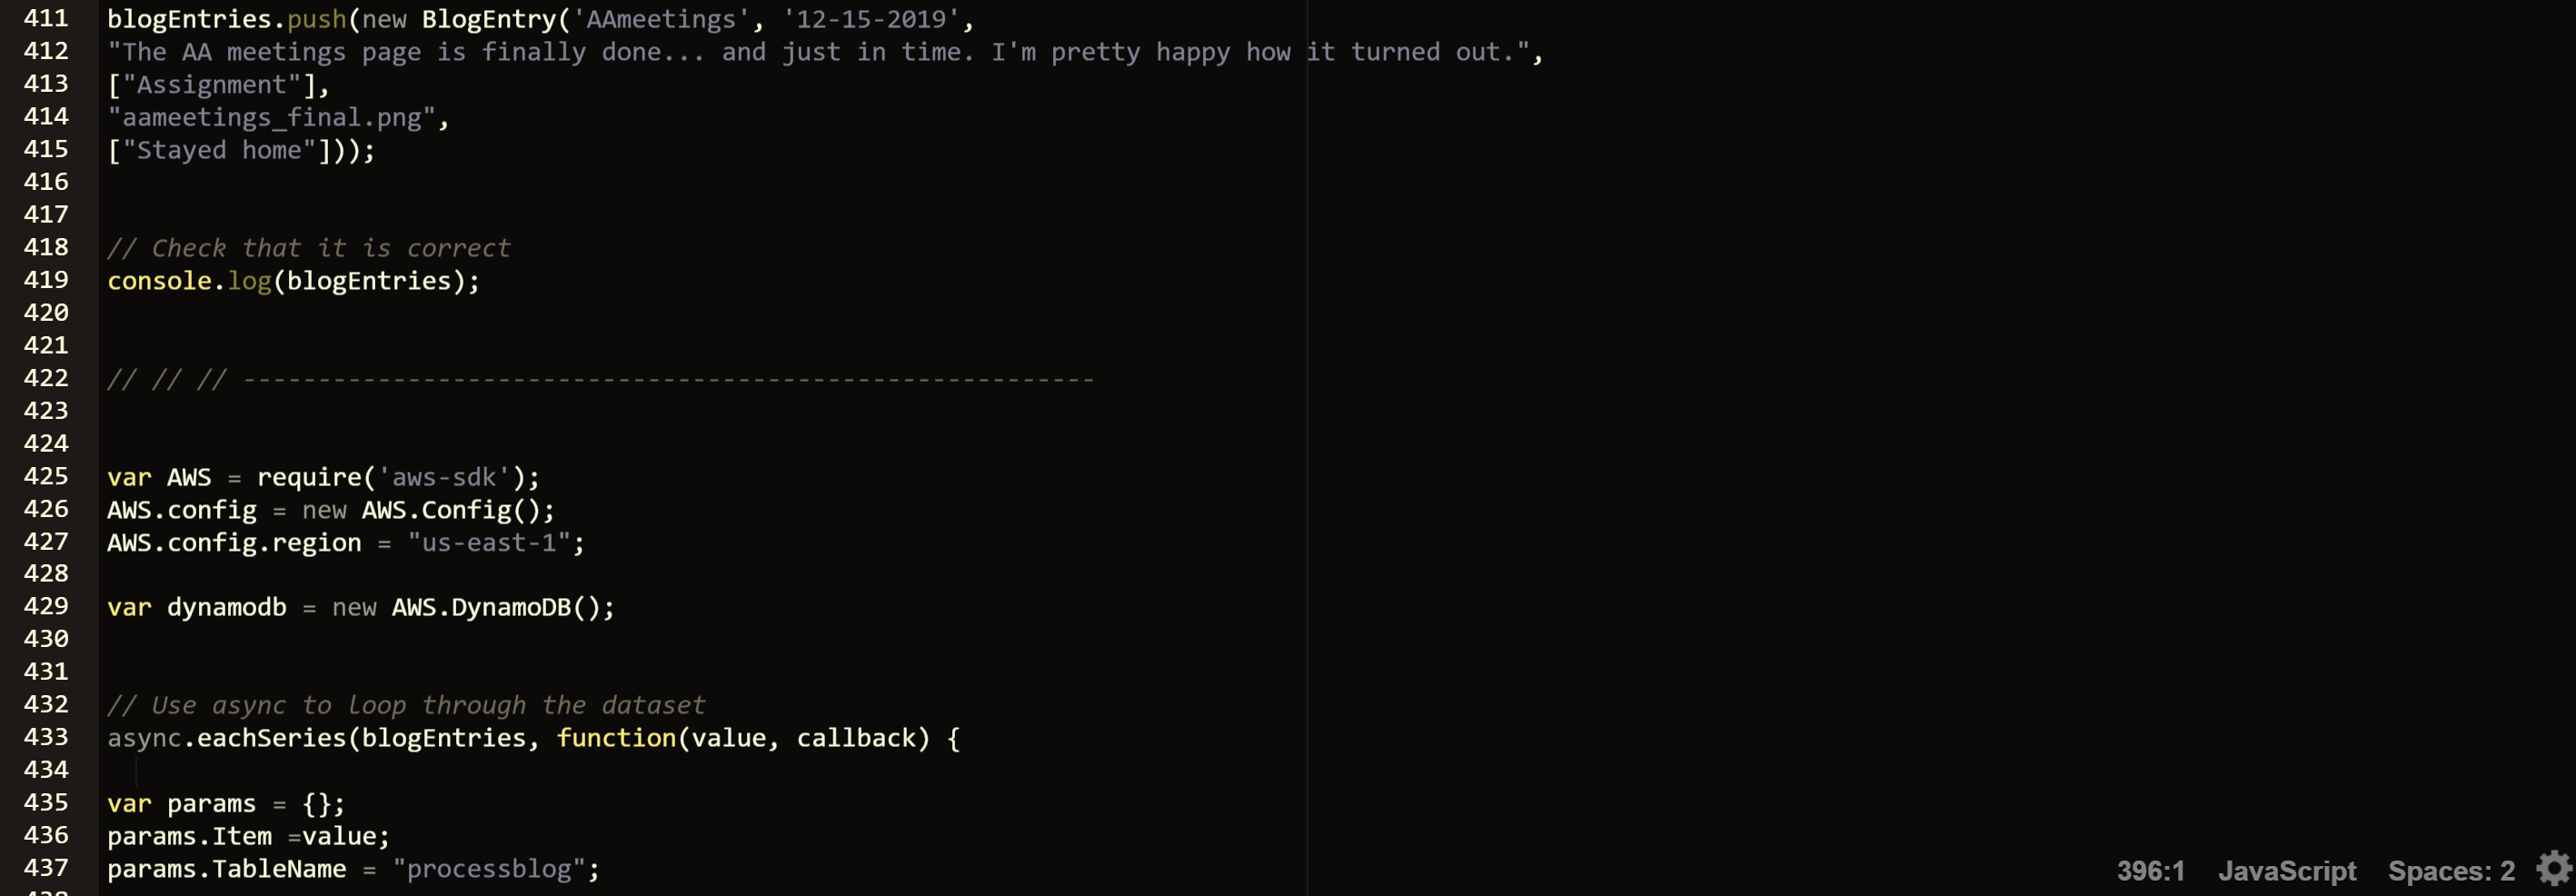 411 blogEntries.push(new BlogEntry('AAmeetings', '12-15-2019',
412 "The AA meetings page is finally done... and just in time. I'm pretty happy how it turned out.",
413 ["Assignment"],
414 "aameetings_final.png",
415 ["Stayed home"]));
416
417
418 // Check that it is correct
419 console.log(blogEntries);
420
421
422 // // // ---------------------------------------------------------
423
424
425 var AWS = require('aws-sdk');
426 AWS.config = new AWS.Config();
427 AWS.config.region = "us-east-1";
428
429 var dynamodb = new AWS.DynamoDB();
430
431
432 // Use async to loop through the dataset
433 async.eachSeries(blogEntries, function(value, callback) {
434
435 var params = {};
436 params.Item =value;
437 params.TableName = "processblog";
396:1 JavaScript Spaces: 2